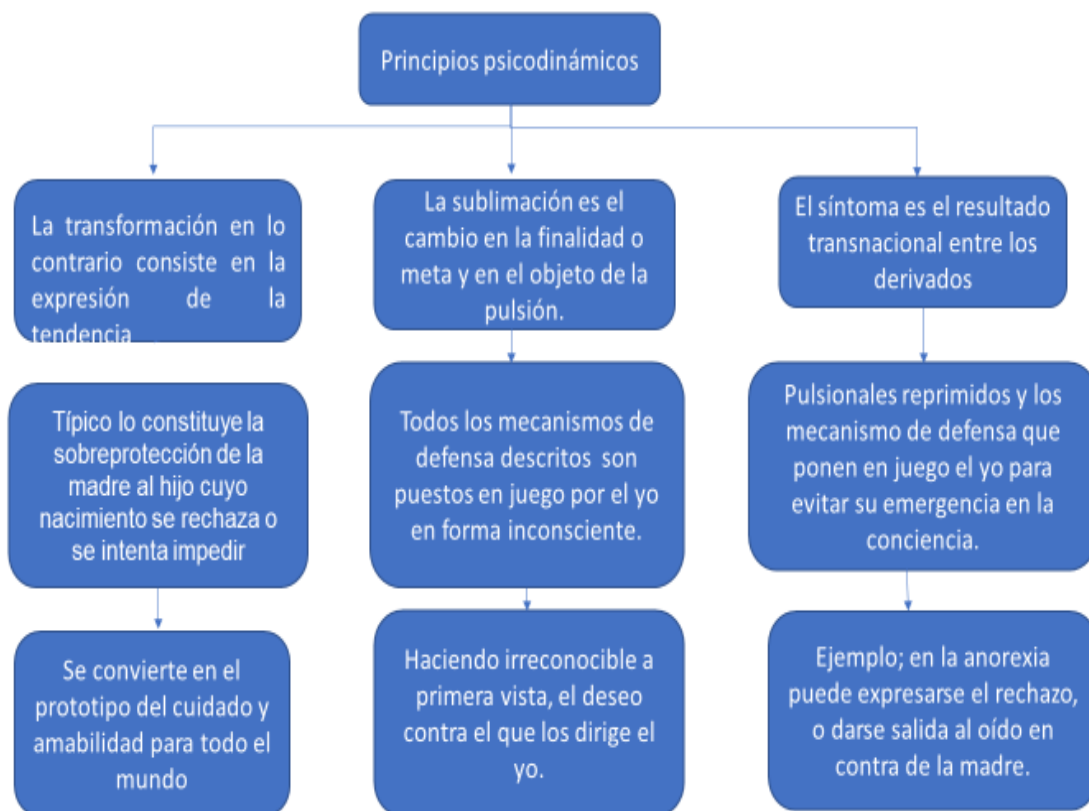 Principios psicodinámicos
La transformación en lo
contrario consiste en la
expresión de la
tendencia
La sublimación es el
cambio en la finalidad o
meta y en el objeto de la
pulsión.
El síntoma es el resultado
transnacional entre los
derivados
Típico lo constituye la
sobreprotección de la
madre al hijo cuyo
nacimiento se rechaza o
se intenta impedir
Todos los mecanismos de
defensa descritos son
puestos en juego por el yo
en forma inconsciente.
Pulsionales reprimidos y los
mecanismo de defensa que
ponen en juego el yo para
evitar su emergencia en la
conciencia.
Se convierte en el
prototipo del cuidado y
amabilidad para todo el
mundo
Haciendo irreconocible a
primera vista, el deseo
contra el que los dirige el
yo.
Ejemplo; en la anorexia
puede expresarse el rechazo,
o darse salida al oído en
contra de la madre.